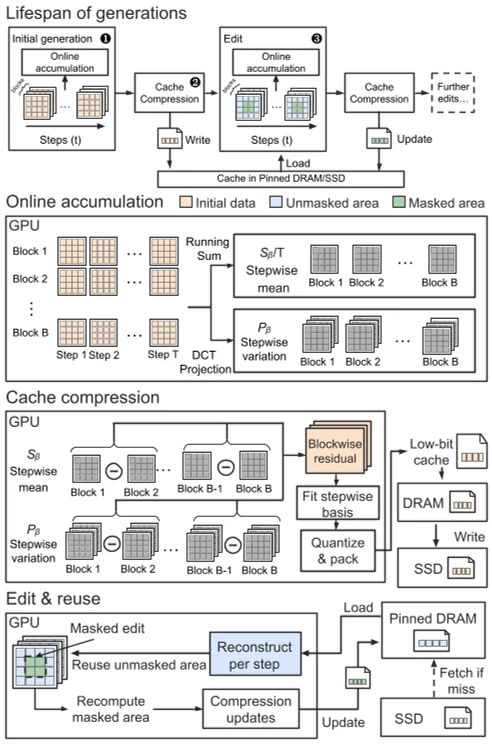 Lifespan of generations
Initial generation ❶
Online
accumulation
blocks
...
Steps (t)
Cache ❷
Compression
Write
Edit ❸
Online
accumulation
blocks
...
Steps (t)
Load
Cache
Compression
Update
Further
edits...
Cache in Pinned DRAM/SSD
Online accumulation
Initial data
Unmasked area
Masked area
GPU
Block 1
Block 2
Block B
Step 1 Step 2 ... Step T
Running
Sum
DCT
Projection
Sβ/T
Stepwise
mean
Block 1 Block 2 ... Block B
Pβ
Stepwise
variation
Block 1 Block 2 ... Block B
Cache compression
GPU
Sβ
Stepwise
mean
Block 1 Block 2 ... Block B-1 Block B
Pβ
Stepwise
variation
Block 1 Block 2 ... Block B-1 Block B
Blockwise
residual
Fit stepwise
basis
Quantize
& pack
Low-bit
cache
DRAM
Write
SSD
Edit & reuse
GPU
Masked edit
Reuse unmasked area
Reconstruct
per step
Recompute
masked area
Compression
updates
Load
Update
Pinned DRAM
Fetch if
miss
SSD